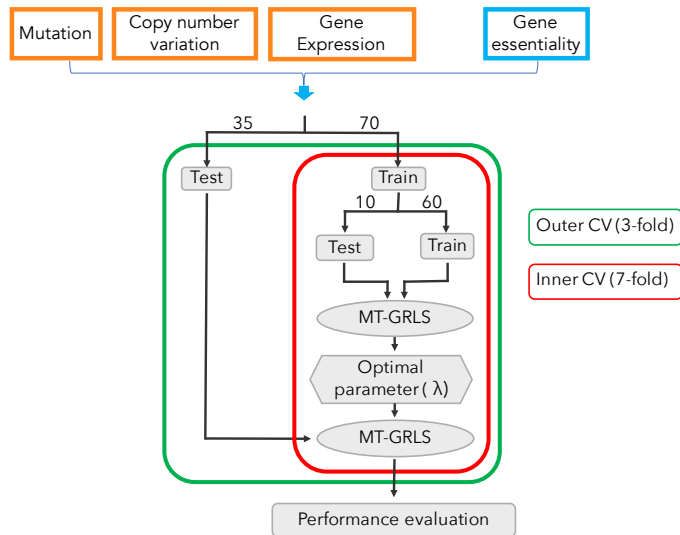 Mutation
Copy number
variation
Gene
Expression
Gene
essentiality
35
70
Test
Train
10
60
Test
Train
MT-GRLS
Optimal
parameter ( λ)
MT-GRLS
Performance evaluation
Outer CV (3-fold)
Inner CV (7-fold)